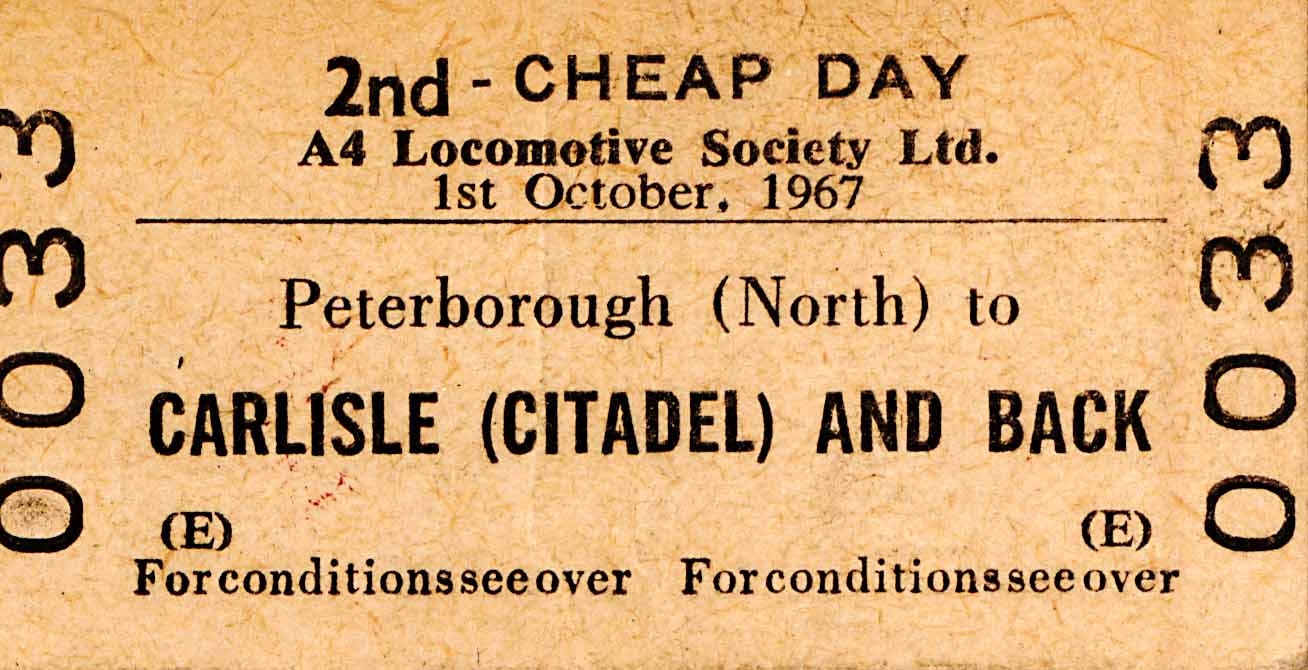 2nd - CHEAP DAY
A4 Locomotive Society Ltd.
1st October, 1967
Peterborough (North) to
CARLISLE (CITADEL) AND BACK
(E) (E)
For conditions see over For conditions see over
0033
0033